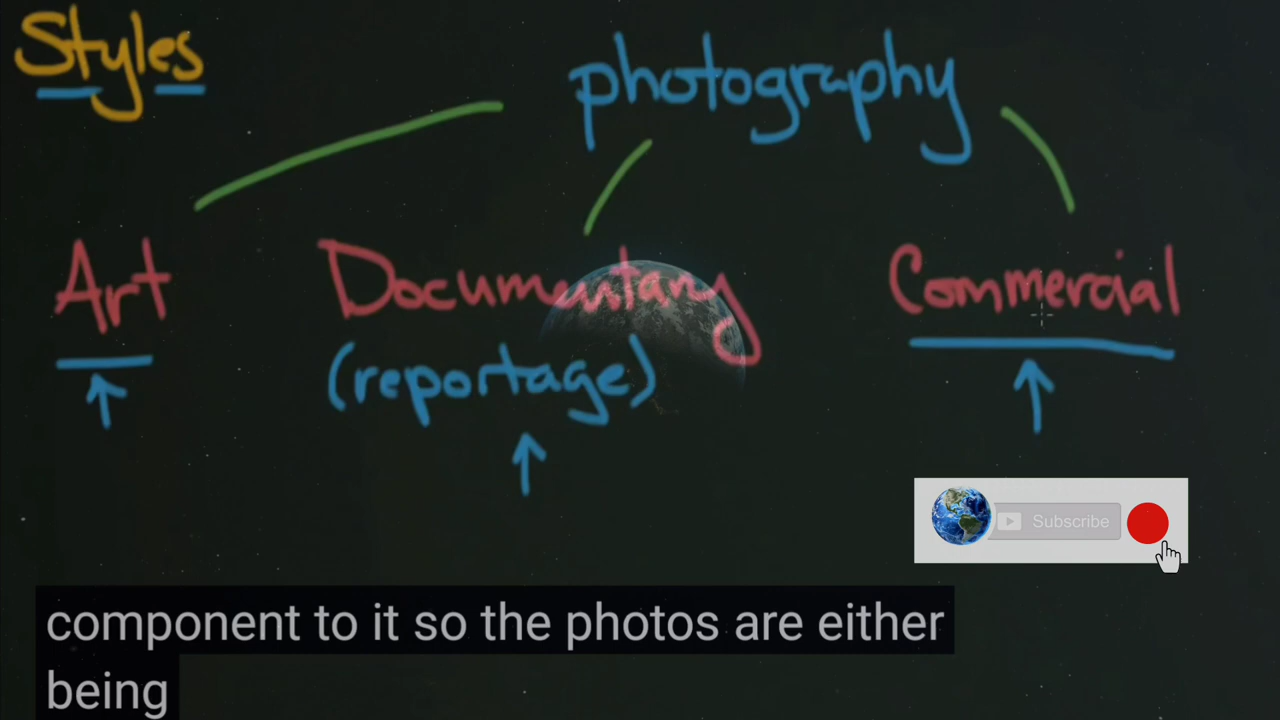 Styles
photography
Art
Documentary
Commercial
(reportage)
Subscribe
component to it so the photos are either
being